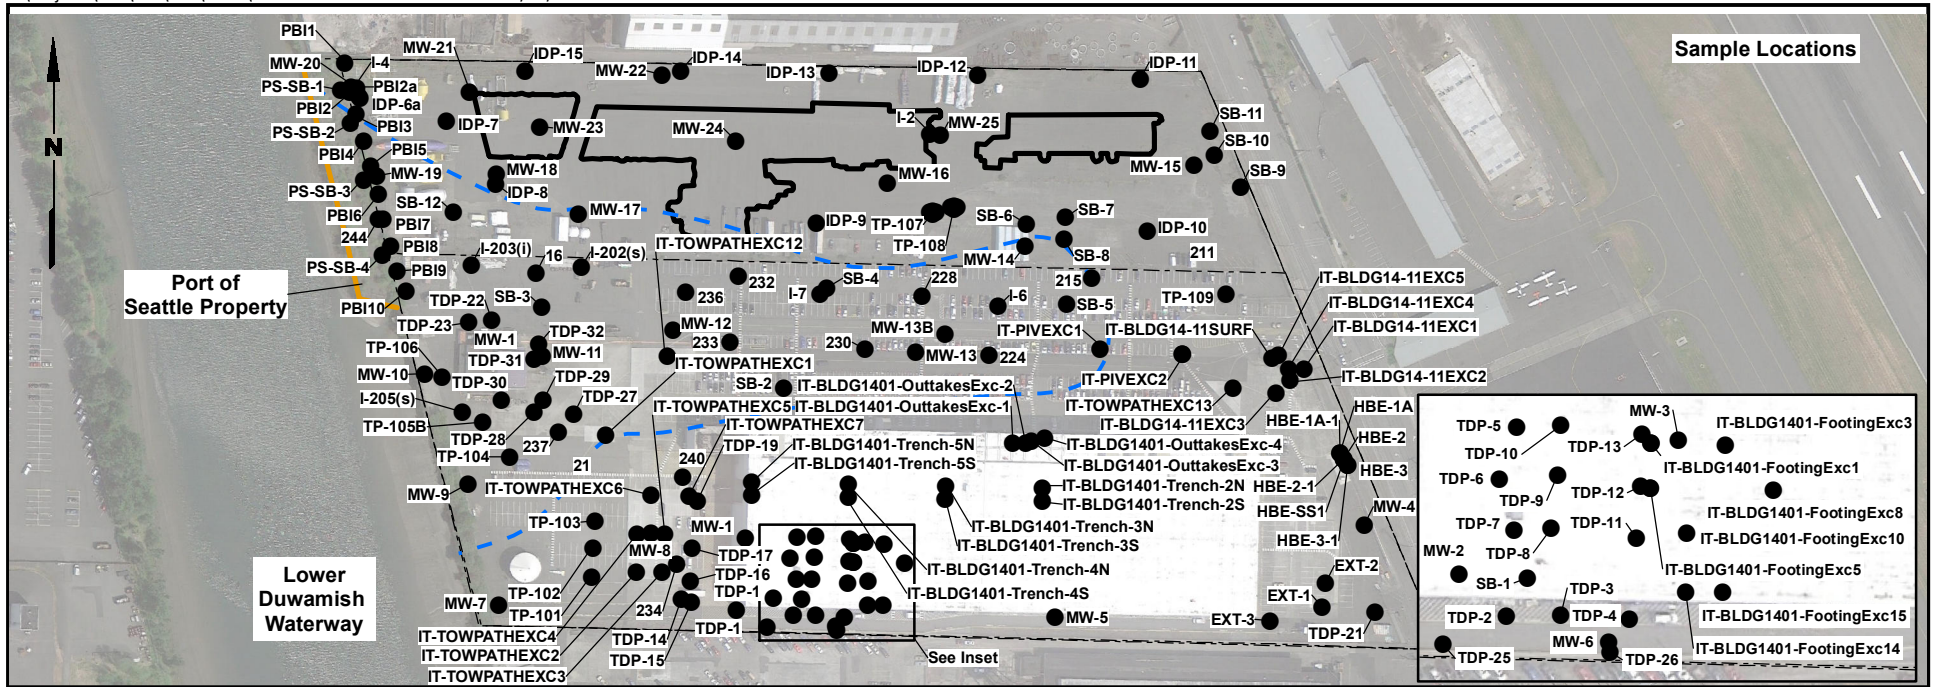 Sample Locations
PBI1
MW-20
I-4
MW-21
IDP-15
MW-22
IDP-14
IDP-13
IDP-12
IDP-11
PS-SB-1
PBI2a
PBI2
IDP-6a
PS-SB-2
PBI3
IDP-7
MW-23
MW-24
I-2
MW-25
SB-11
SB-10
N
PBI4
PBI5
MW-19
MW-18
IDP-8
MW-16
MW-15
SB-9
PS-SB-3
PBI6
PBI7
SB-12
MW-17
244
IDP-9
TP-107
TP-108
SB-6
SB-7
IDP-10
PBI8
PS-SB-4
PBI9
PBI10
I-203(i)
16
I-202(s)
IT-TOWPATHEXC12
MW-14
SB-8
211
Port of
Seattle Property
232
236
I-7
SB-4
228
I-6
215
SB-5
TP-109
IT-BLDG14-11EXC5
IT-BLDG14-11EXC4
IT-BLDG14-11EXC1
TDP-22
SB-3
TDP-23
MW-1
TDP-32
TDP-31
MW-11
MW-12
233
230
MW-13B
MW-13
224
IT-PIVEXC1
IT-BLDG14-11SURF
IT-PIVEXC2
IT-BLDG14-11EXC2
TP-106
MW-10
TDP-30
TDP-29
TDP-27
IT-TOWPATHEXC1
SB-2
IT-BLDG1401-OuttakesExc-2
IT-TOWPATHEXC5
IT-BLDG1401-OuttakesExc-1
IT-TOWPATHEXC13
IT-BLDG14-11EXC3
I-205(s)
TP-105B
TDP-28
237
TP-104
IT-TOWPATHEXC7
TDP-19
IT-BLDG1401-Trench-5N
IT-BLDG1401-Trench-5S
IT-BLDG1401-OuttakesExc-4
IT-BLDG1401-OuttakesExc-3
HBE-1A-1
HBE-1A
HBE-2
HBE-3
HBE-2-1
HBE-SS1
HBE-3-1
21
240
MW-9
IT-TOWPATHEXC6
IT-BLDG1401-Trench-2N
IT-BLDG1401-Trench-2S
IT-BLDG1401-Trench-3N
IT-BLDG1401-Trench-3S
IT-BLDG1401-Trench-4N
IT-BLDG1401-Trench-4S
MW-4
TP-103
MW-1
MW-8
TDP-17
TDP-16
TDP-1
Lower
Duwamish
Waterway
MW-7
TP-102
TP-101
234
IT-TOWPATHEXC4
IT-TOWPATHEXC2
IT-TOWPATHEXC3
TDP-14
TDP-15
TDP-1
MW-5
See Inset
EXT-2
EXT-1
EXT-3
TDP-21
TDP-5
TDP-10
MW-3
TDP-13
IT-BLDG1401-FootingExc3
IT-BLDG1401-FootingExc1
TDP-6
TDP-9
TDP-12
IT-BLDG1401-FootingExc8
TDP-7
TDP-8
TDP-11
IT-BLDG1401-FootingExc10
MW-2
SB-1
IT-BLDG1401-FootingExc5
TDP-3
TDP-2
TDP-4
IT-BLDG1401-FootingExc15
MW-6
IT-BLDG1401-FootingExc14
TDP-25
TDP-26